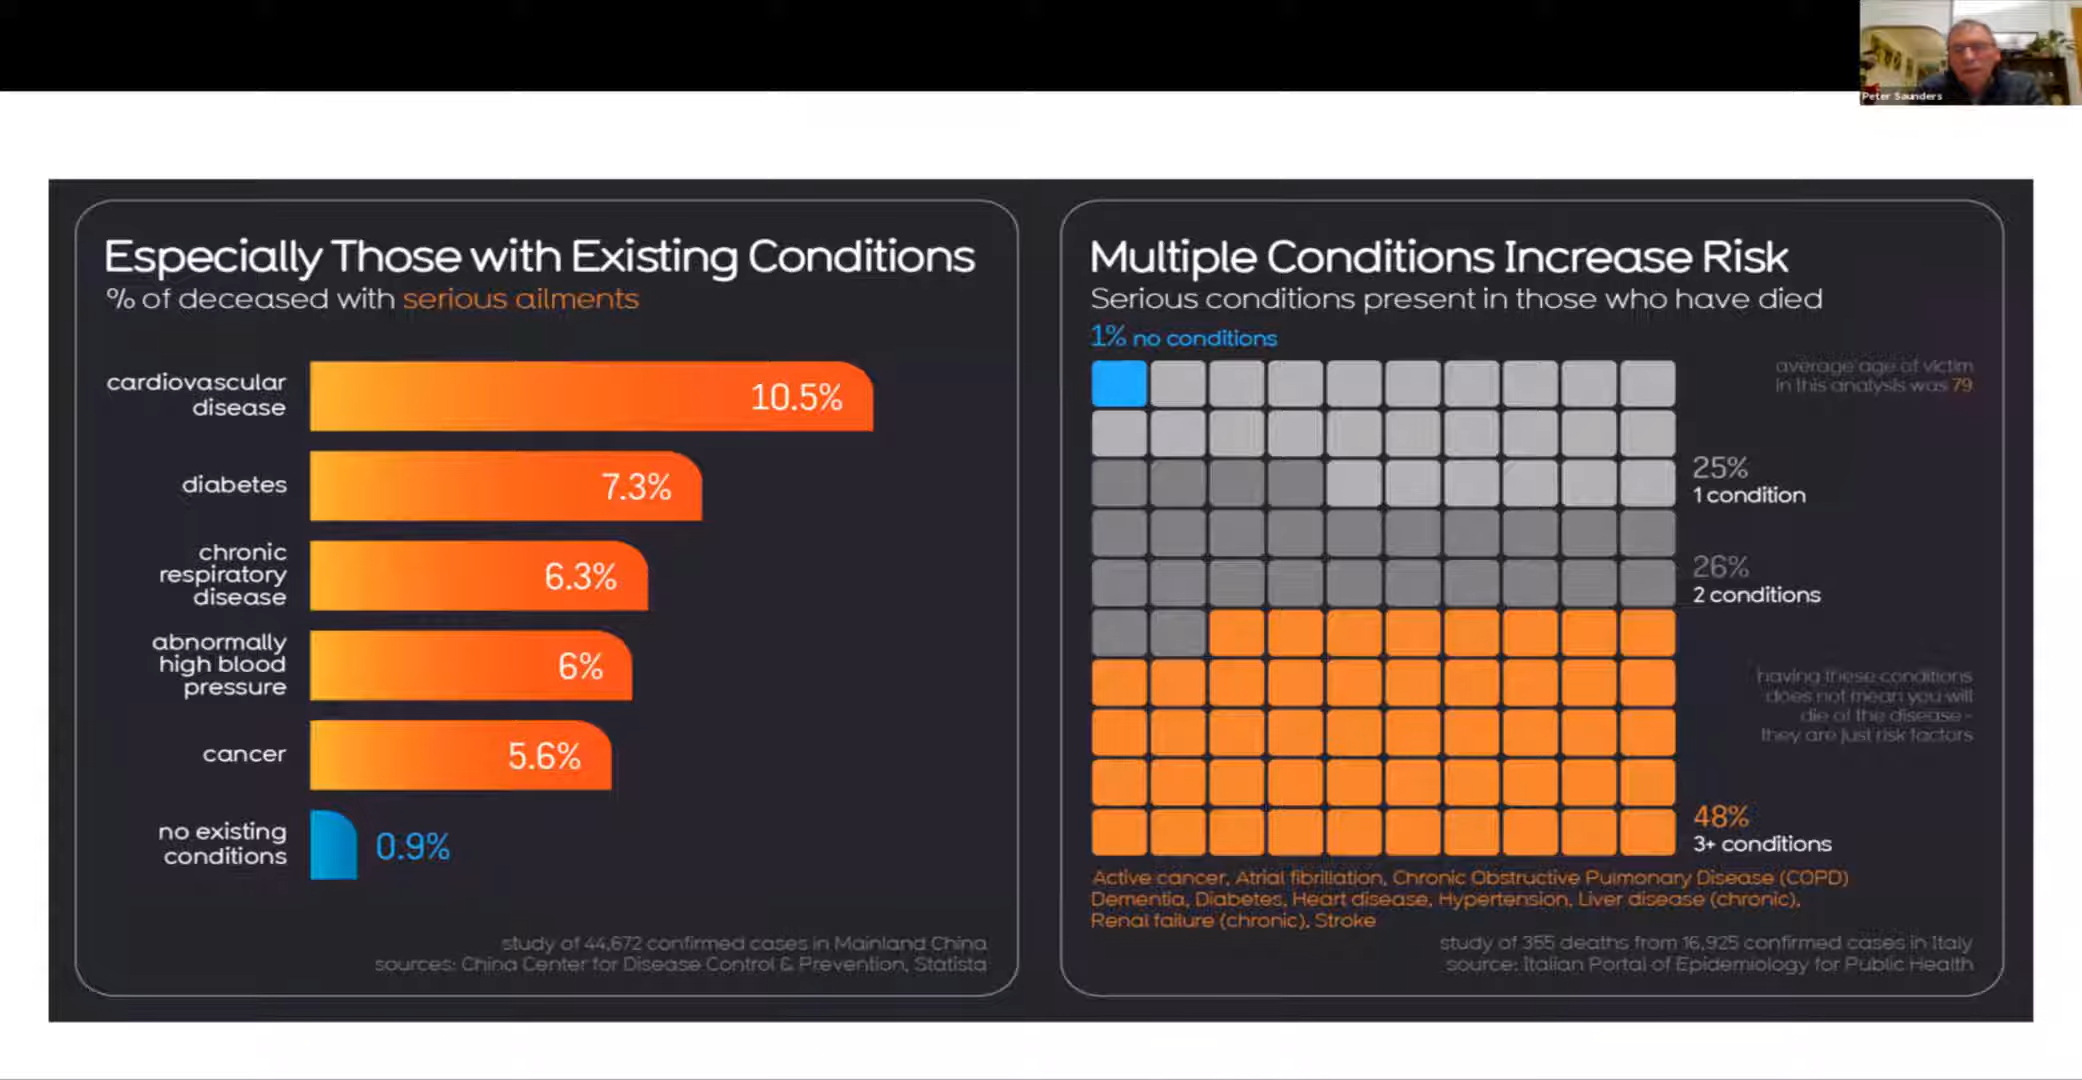 Peter Saunders
Especially Those with Existing Conditions
% of deceased with serious ailments
cardiovascular
disease
10.5%
diabetes
7.3%
chronic
respiratory
disease
6.3%
abnormally
high blood
pressure
6%
cancer
5.6%
no existing
conditions
0.9%
study of 44,672 confirmed cases in Mainland China
sources: China Center for Disease Control & Prevention, Statista
Multiple Conditions Increase Risk
Serious conditions present in those who have died
1% no conditions
average age of victim
in this analysis was 79
25%
1 condition
26%
2 conditions
having these conditions
does not mean you will
die of the disease -
they are just risk factors
48%
3+ conditions
Active cancer, Atrial fibrillation, Chronic Obstructive Pulmonary Disease (COPD)
Dementia, Diabetes, Heart disease, Hypertension, Liver disease (chronic),
Renal failure (chronic), Stroke
study of 355 deaths from 16,925 confirmed cases in Italy
source: Italian Portal of Epidemiology for Public Health